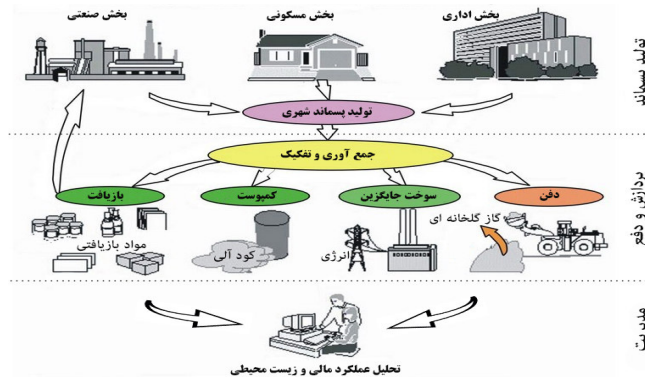 بخش صنعتی
بخش مسکونی
بخش اداری
تولید پسماند
تولید پسماند شهری
جمع آوری و تفکیک
بازیافت
کمپوست
سوخت جایگزین
دفن
پردازش و دفع
گاز گلخانه ای
مواد بازیافتی
کود آلی
انرژی
مدیریت
تحلیل عملکرد مالی و زیست محیطی